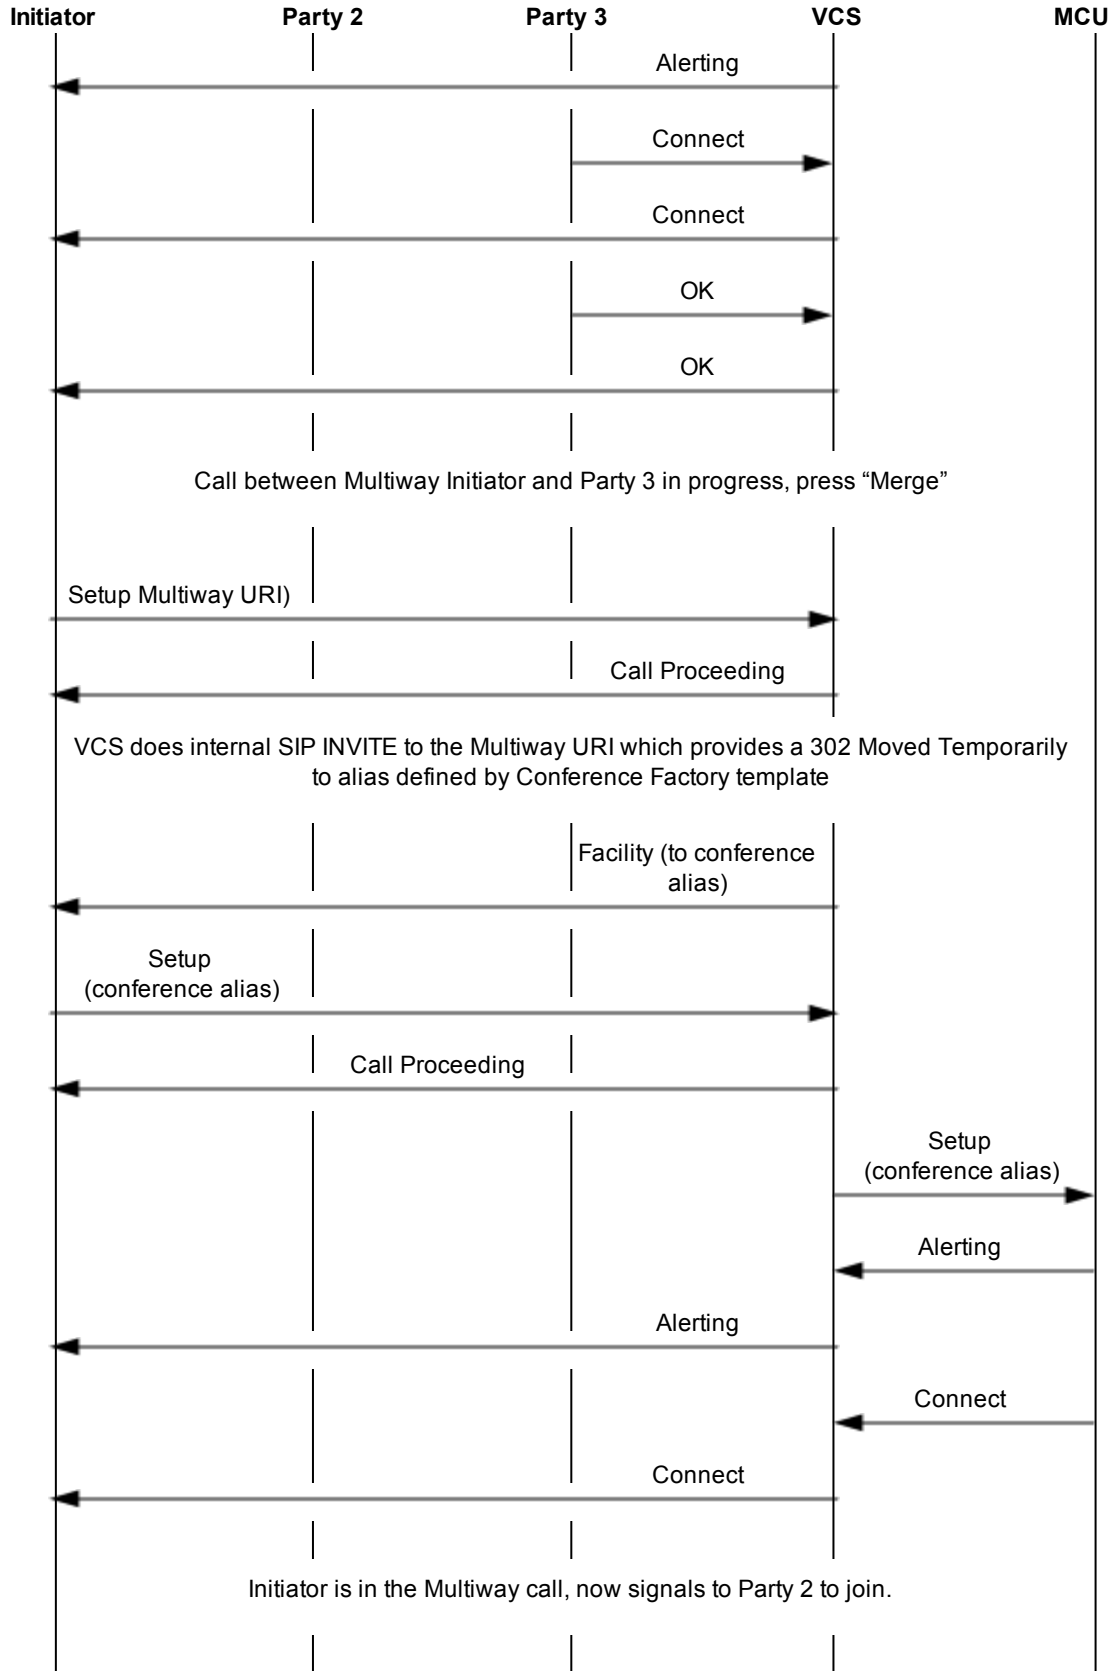 Initiator Party 2 Party 3 VCS MCU
Alerting
Connect
Connect
OK
OK
Call between Multiway Initiator and Party 3 in progress, press “Merge”
Setup Multiway URI)
Call Proceeding
VCS does internal SIP INVITE to the Multiway URI which provides a 302 Moved Temporarily
to alias defined by Conference Factory template
Facility (to conference
alias)
Setup
(conference alias)
Call Proceeding
Setup
(conference alias)
Alerting
Alerting
Connect
Connect
Initiator is in the Multiway call, now signals to Party 2 to join.